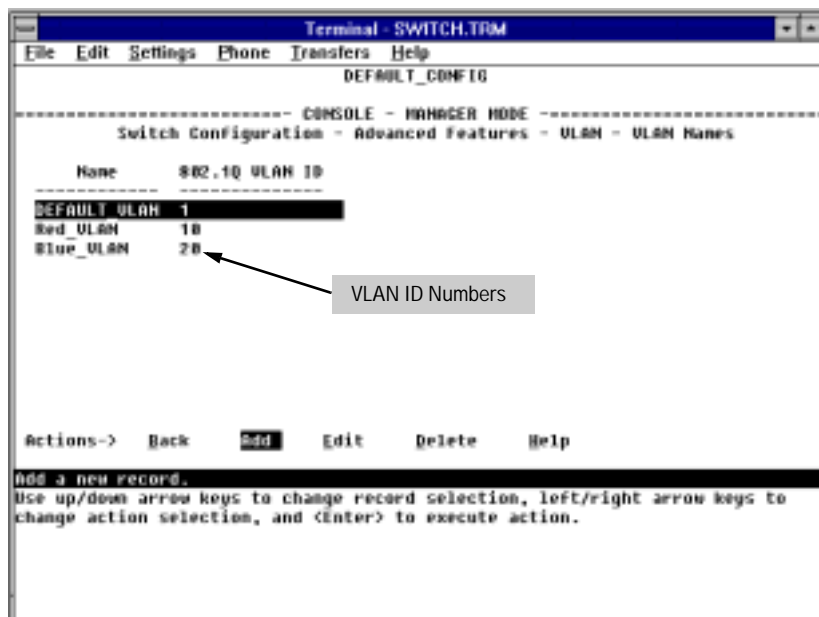 Terminal - SWITCH.TRM
File Edit Settings Phone Transfers Help
DEFAULT_CONFIG
---------------------------- CONSOLE - MANAGER MODE -----------------------------
Switch Configuration - Advanced Features - VLAN - VLAN Names
Name 802.1Q VLAN ID
------------ --------------
DEFAULT_VLAN 1
Red_VLAN 10
Blue_VLAN 20
VLAN ID Numbers
Actions-> Back Add Edit Delete Help
Add a new record.
Use up/down arrow keys to change record selection, left/right arrow keys to
change action selection, and <Enter> to execute action.